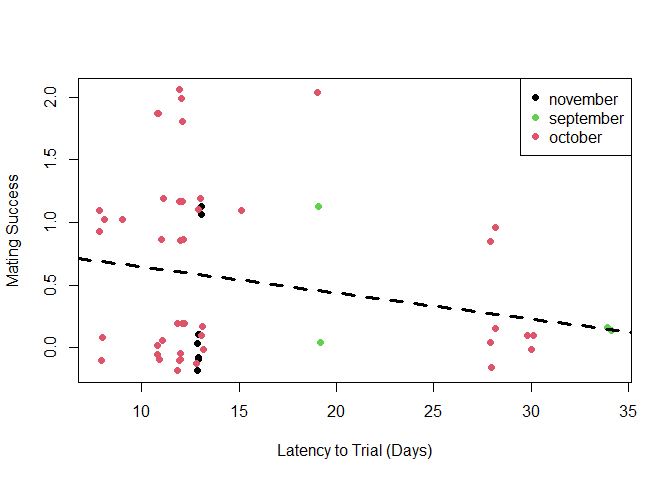 november
september
october
2.0
1.5
1.0
0.5
0.0
Mating Success
10 15 20 25 30 35
Latency to Trial (Days)